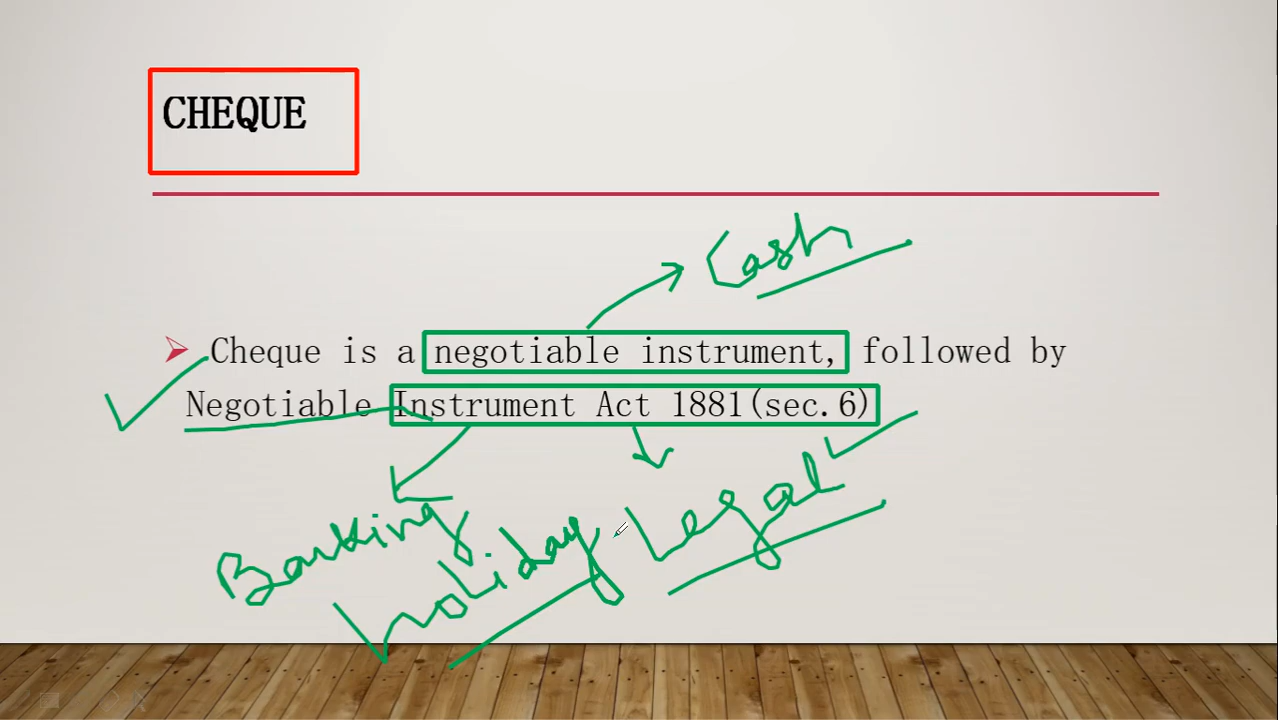 CHEQUE
Cash
Cheque is a negotiable instrument, followed by
Negotiable Instrument Act 1881(sec.6)
Banking
holiday
Legal